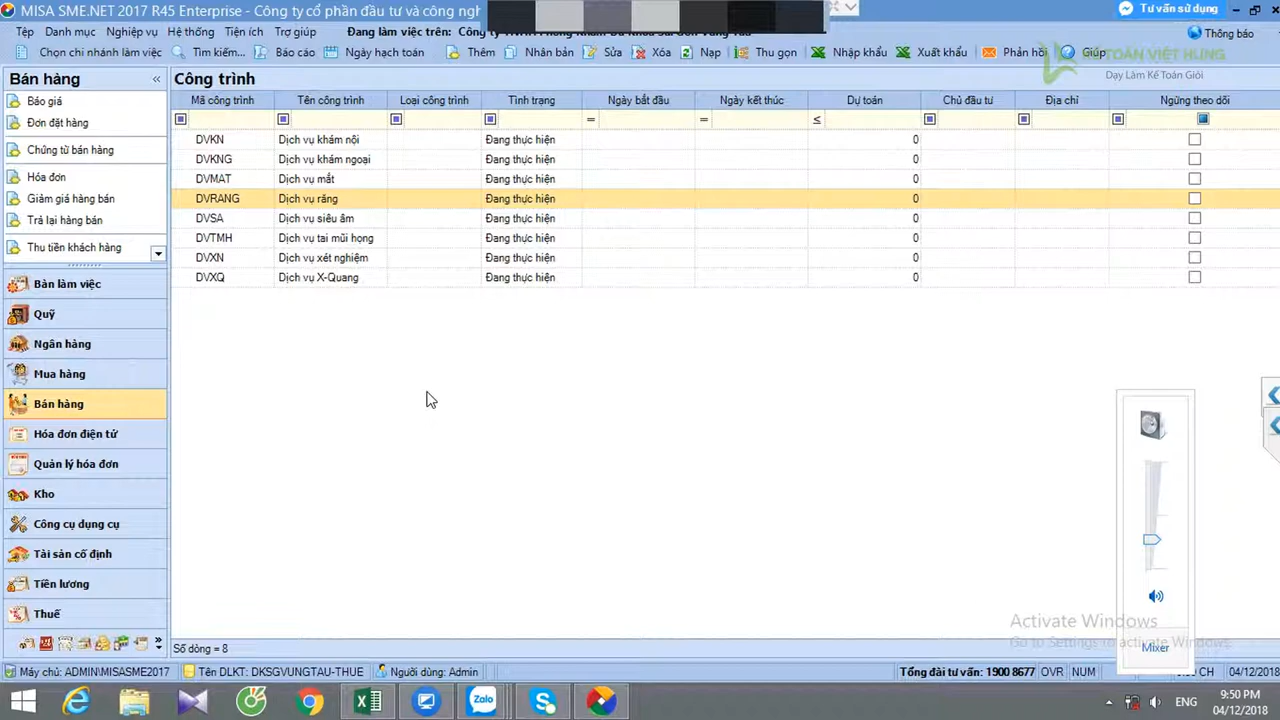 MISA SME.NET 2017 R45 Enterprise - Công ty cổ phần đầu tư và công ngh
Tư vấn sử dụng
Tệp Danh mục Nghiệp vụ Hệ thống Tiện ích Trợ giúp Đang làm việc trên:
Thông báo
Chọn chi nhánh làm việc Tìm kiếm... Báo cáo Ngày hạch toán Thêm Nhân bản Sửa Xóa Nạp Thu gọn Nhập khẩu Xuất khẩu Phản hồi Giúp
KẾ TOÁN VIỆT HƯNG
Dạy Làm Kế Toán Giỏi
Bán hàng
Công trình
Báo giá
Đơn đặt hàng
Chứng từ bán hàng
Hóa đơn
Giảm giá hàng bán
Trả lại hàng bán
Thu tiền khách hàng
Bàn làm việc
Quỹ
Ngân hàng
Mua hàng
Bán hàng
Hóa đơn điện tử
Quản lý hóa đơn
Kho
Công cụ dụng cụ
Tài sản cố định
Tiền lương
Thuế
Mã công trình Tên công trình Loại công trình Tình trạng Ngày bắt đầu Ngày kết thúc Dự toán Chủ đầu tư Địa chỉ Ngừng theo dõi
= = ≤
DVKN Dịch vụ khám nội Đang thực hiện 0
DVKNG Dịch vụ khám ngoại Đang thực hiện 0
DVMAT Dịch vụ mắt Đang thực hiện 0
DVRANG Dịch vụ răng Đang thực hiện 0
DVSA Dịch vụ siêu âm Đang thực hiện 0
DVTMH Dịch vụ tai mũi họng Đang thực hiện 0
DVXN Dịch vụ xét nghiệm Đang thực hiện 0
DVXQ Dịch vụ X-Quang Đang thực hiện 0
Mixer
Activate Windows
Go to Settings to activate Windows.
Số dòng = 8
Máy chủ: ADMIN\MISASME2017 Tên DLKT: DKSGVUNGTAU-THUE Người dùng: Admin Tổng đài tư vấn: 1900 8677 OVR NUM CH 04/12/2018
Zalo
ENG
9:50 PM
04/12/2018